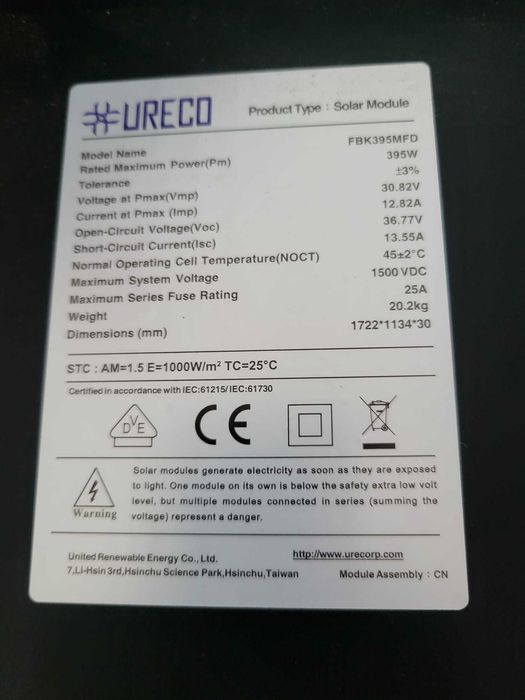 URECO
Product Type : Solar Module
Model Name FBK395MFD
Rated Maximum Power(Pm) 395W
Tolerance ±3%
Voltage at Pmax(Vmp) 30.82V
Current at Pmax (Imp) 12.82A
Open-Circuit Voltage(Voc) 36.77V
Short-Circuit Current(Isc) 13.55A
Normal Operating Cell Temperature(NOCT) 45±2°C
Maximum System Voltage 1500 VDC
Maximum Series Fuse Rating 25A
Weight 20.2kg
Dimensions (mm) 1722*1134*30
STC : AM=1.5 E=1000W/m² TC=25°C
Certified in accordance with IEC:61215/ IEC:61730
DVE
CE
Solar modules generate electricity as soon as they are exposed
to light. One module on its own is below the safety extra low volt
level, but multiple modules connected in series (summing the
voltage) represent a danger.
Warning
United Renewable Energy Co., Ltd. http://www.urecorp.com
7,Li-Hsin 3rd,Hsinchu Science Park,Hsinchu,Taiwan Module Assembly : CN